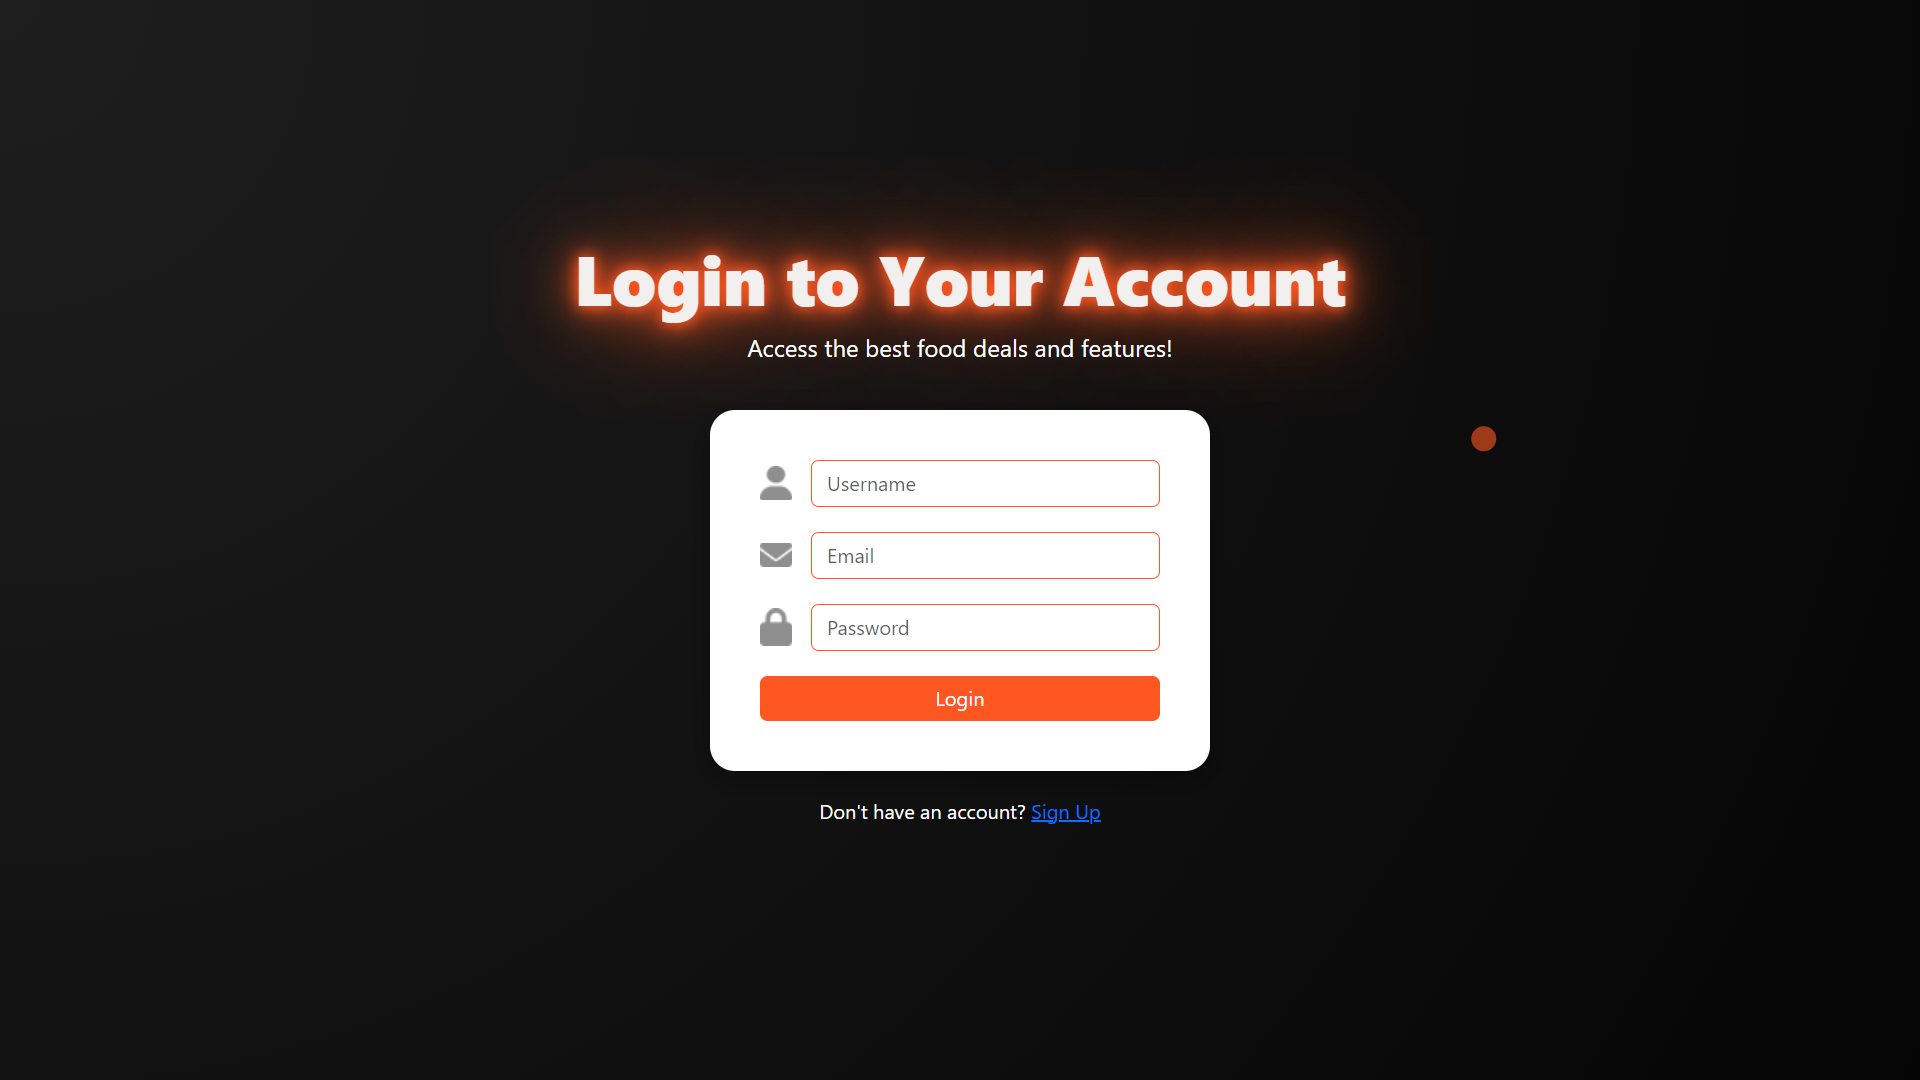 Login to Your Account
Access the best food deals and features!
Username
Email
Password
Login
Don't have an account? Sign Up